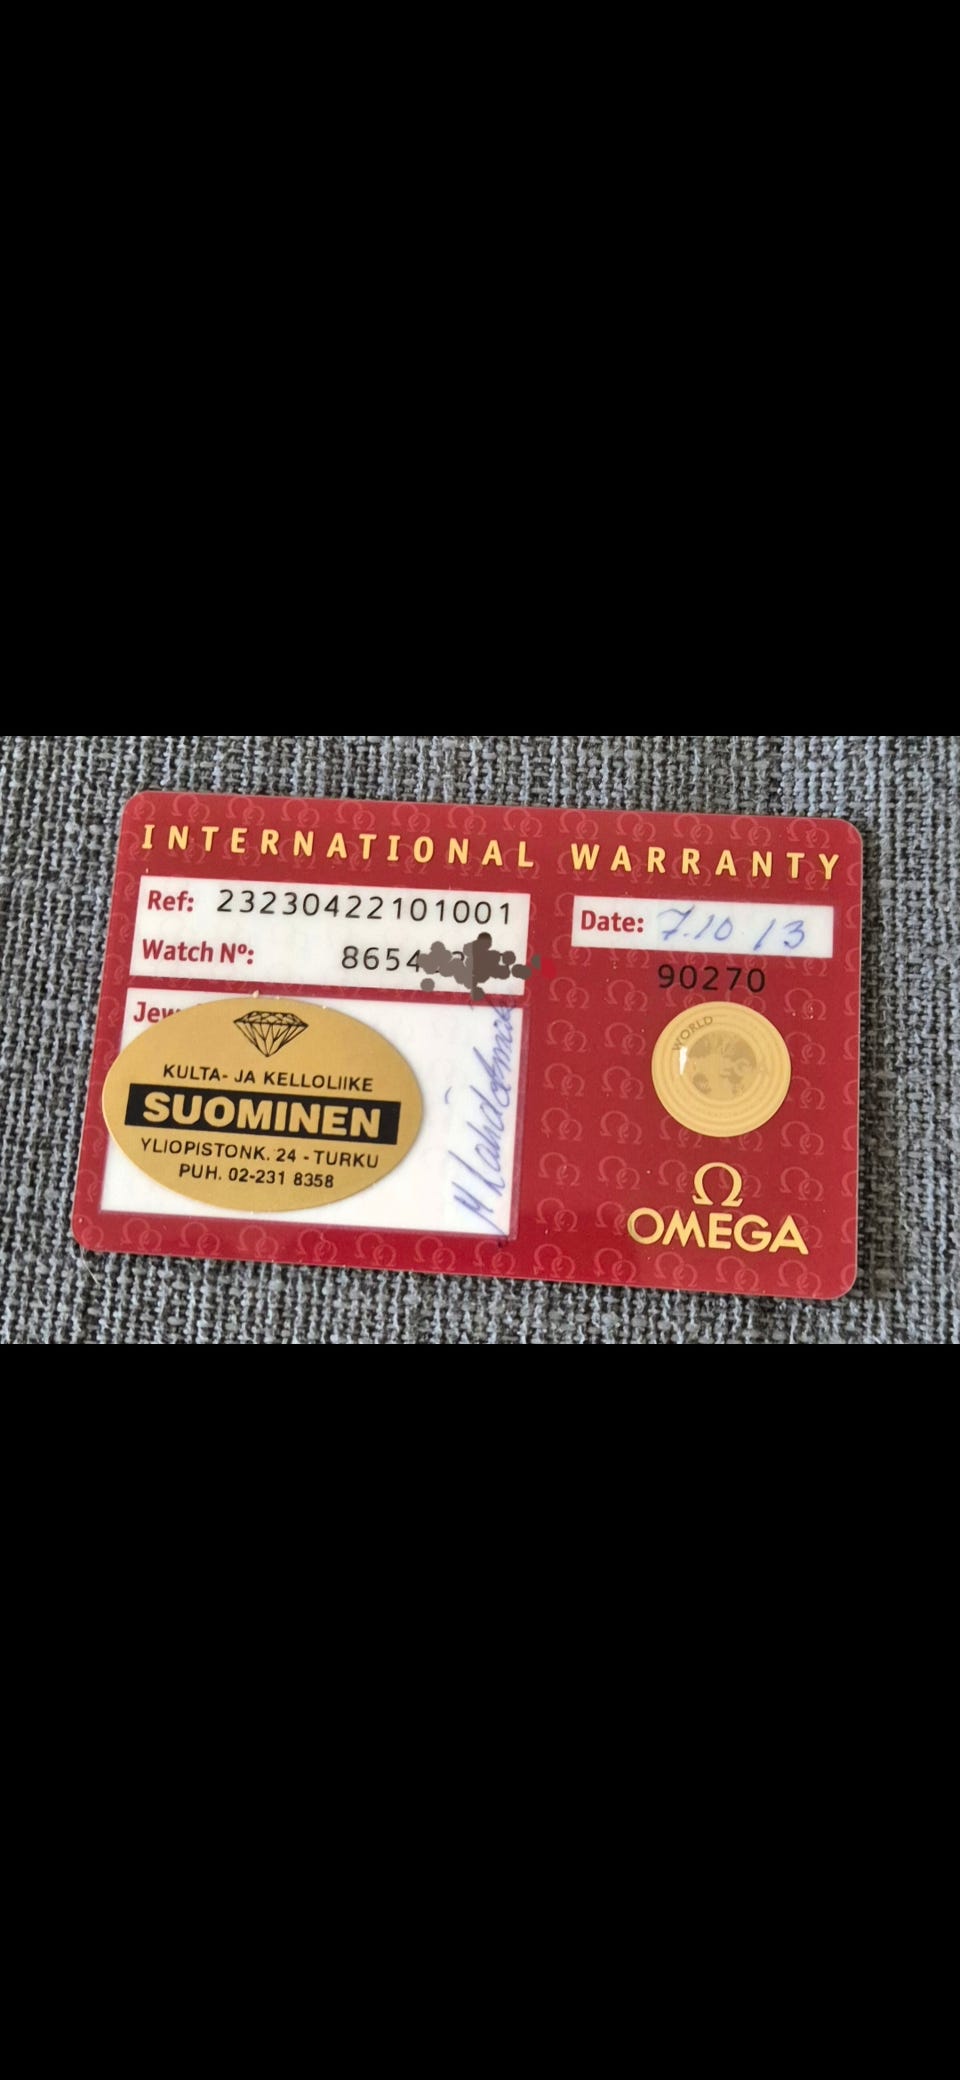 INTERNATIONAL WARRANTY
Ref: 23230422101001
Date: 7.10 13
Watch Nº: 8654
90270
KULTA- JA KELLOLIIKE
SUOMINEN
YLIOPISTONK. 24 - TURKU
PUH. 02-231 8358
WORLD
Ω
OMEGA